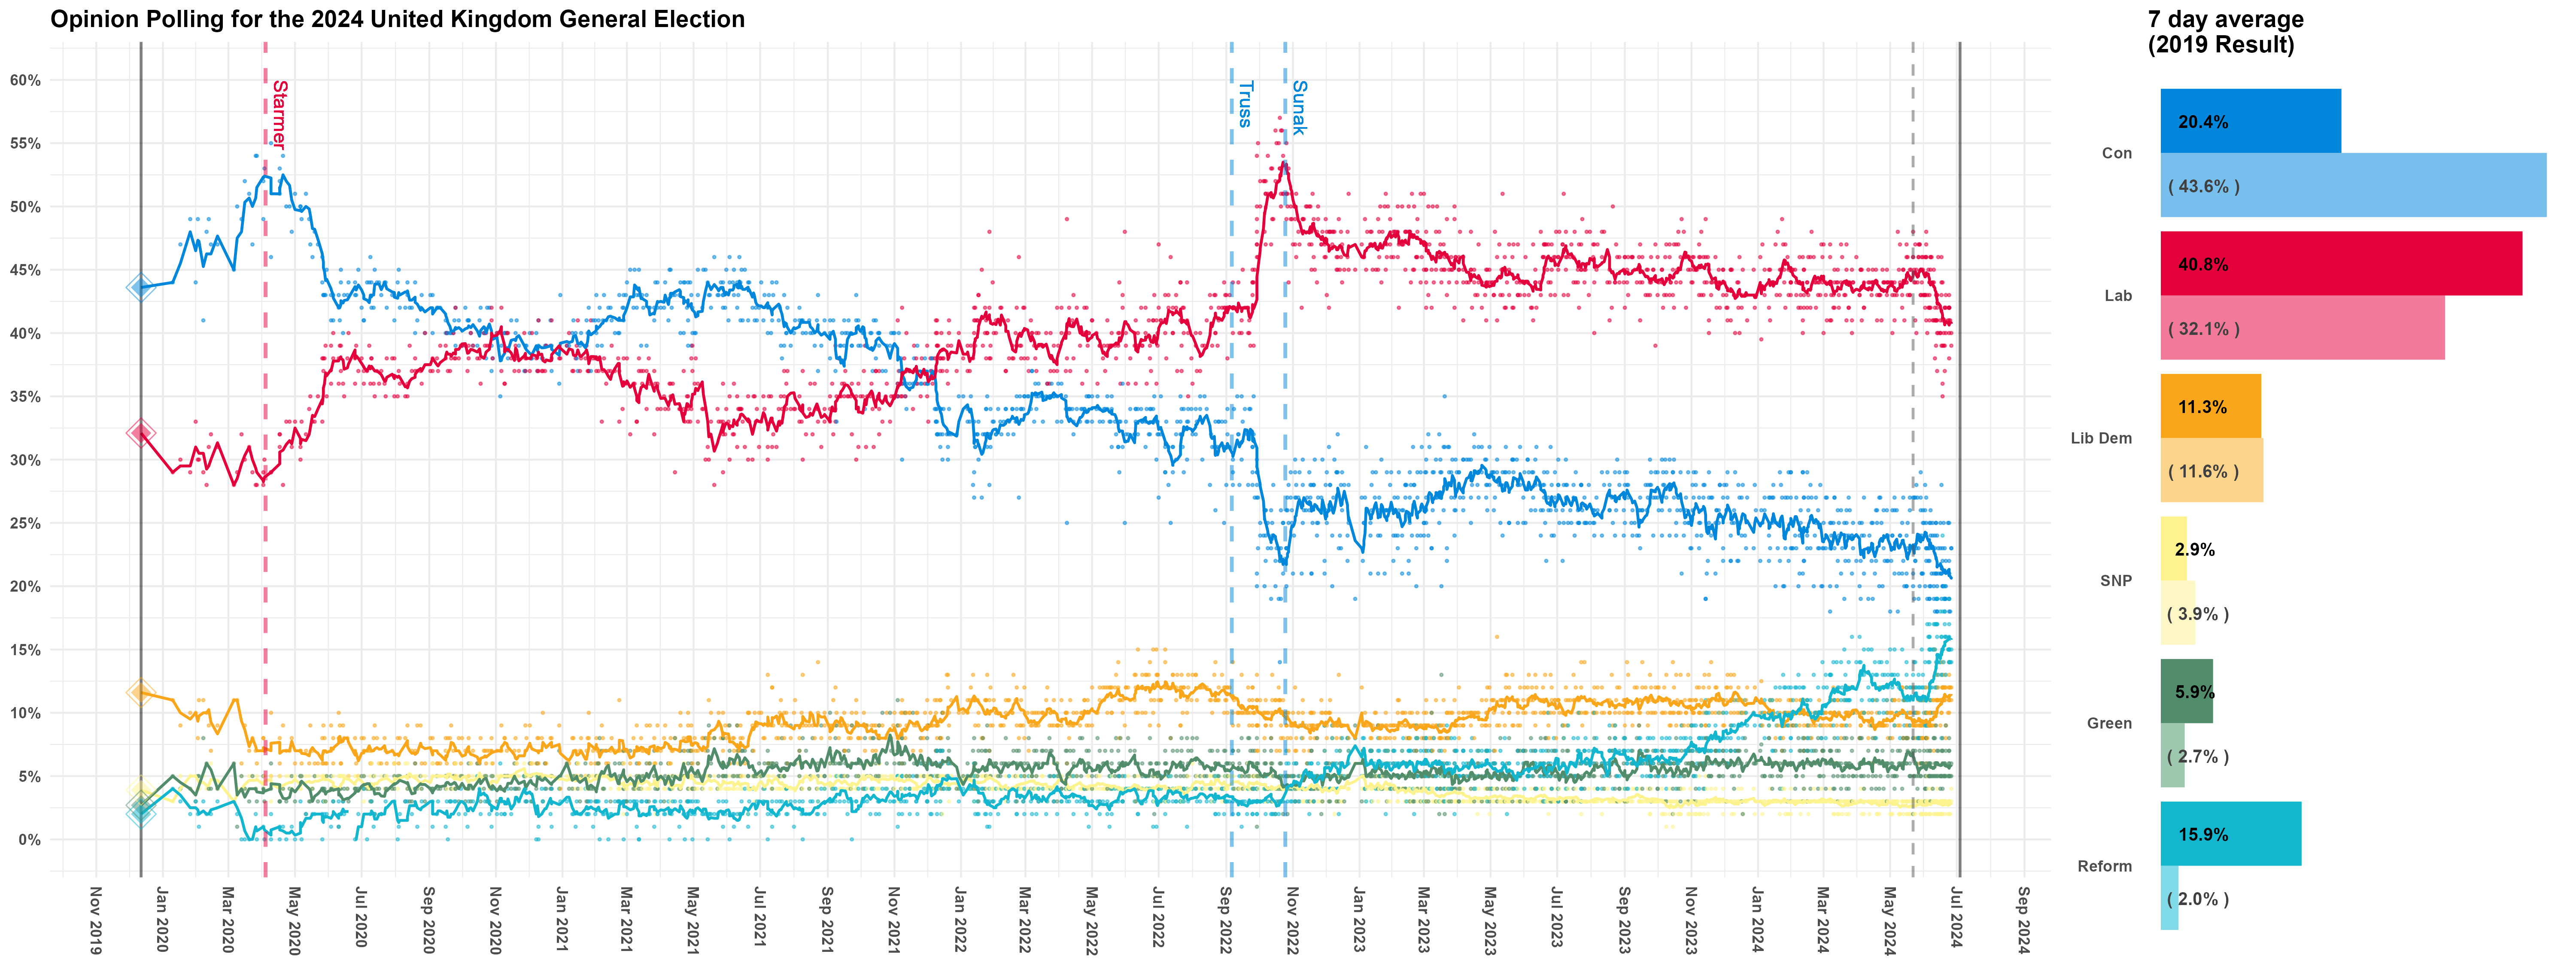 Opinion Polling for the 2024 United Kingdom General Election
60%
55%
50%
45%
40%
35%
30%
25%
20%
15%
10%
5%
0%
Starmer
Truss
Sunak
Nov 2019
Jan 2020
Mar 2020
May 2020
Jul 2020
Sep 2020
Nov 2020
Jan 2021
Mar 2021
May 2021
Jul 2021
Sep 2021
Nov 2021
Jan 2022
Mar 2022
May 2022
Jul 2022
Sep 2022
Nov 2022
Jan 2023
Mar 2023
May 2023
Jul 2023
Sep 2023
Nov 2023
Jan 2024
Mar 2024
May 2024
Jul 2024
Sep 2024
7 day average
(2019 Result)
Con
20.4%
( 43.6% )
Lab
40.8%
( 32.1% )
Lib Dem
11.3%
( 11.6% )
SNP
2.9%
( 3.9% )
Green
5.9%
( 2.7% )
Reform
15.9%
( 2.0% )